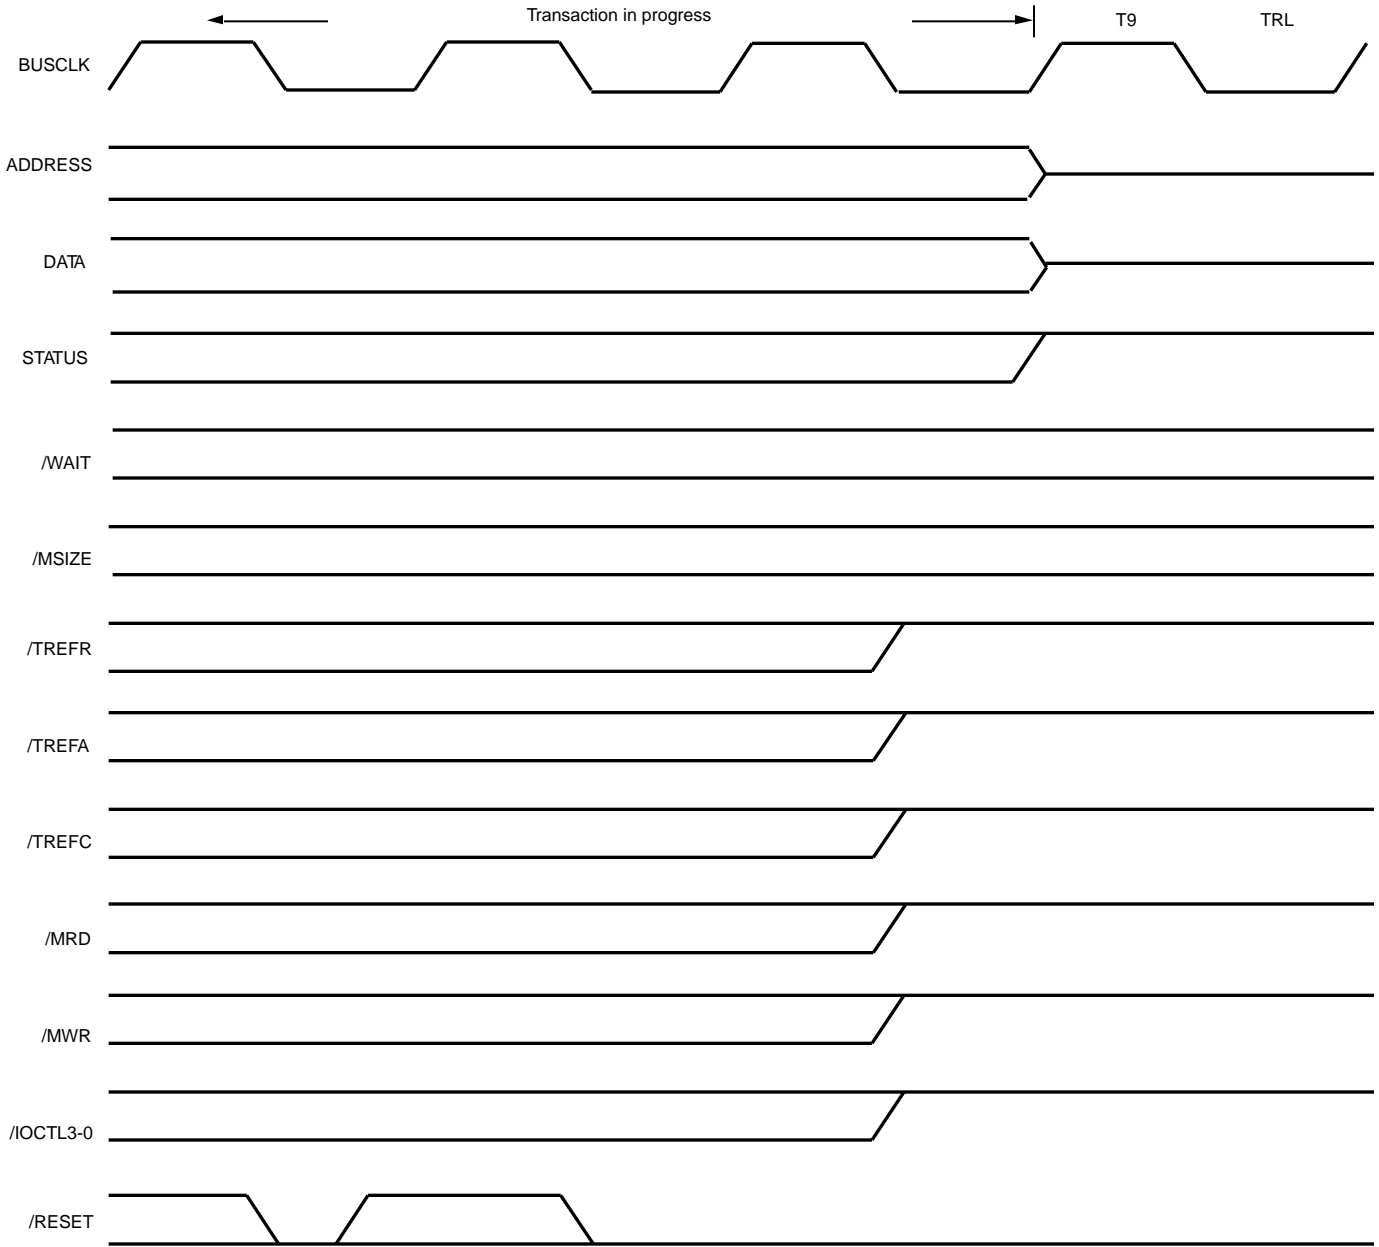 Transaction in progress
T9
TRL
BUSCLK
ADDRESS
DATA
STATUS
/WAIT
/MSIZE
/TREFR
/TREFA
/TREFC
/MRD
/MWR
/IOCTL3-0
/RESET